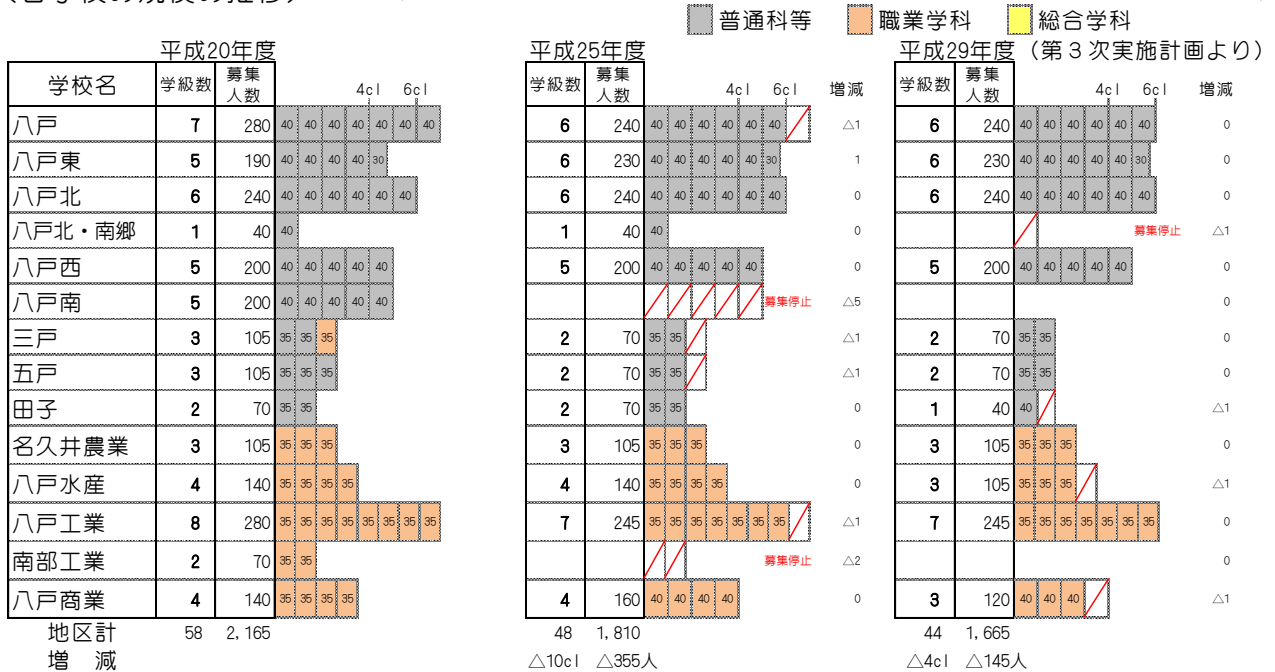 （各学校の規模の推移）
普通科等 職業学科 総合学科
平成20年度 平成25年度 平成29年度（第３次実施計画より）
学校名 学級数 募集人数 4cl 6cl 学級数 募集人数 4cl 6cl 増減 学級数 募集人数 4cl 6cl 増減
八戸 7 280 40 40 40 40 40 40 40 6 240 40 40 40 40 40 40 △1 6 240 40 40 40 40 40 40 0
八戸東 5 190 40 40 40 40 30 6 230 40 40 40 40 40 30 1 6 230 40 40 40 40 40 30 0
八戸北 6 240 40 40 40 40 40 40 6 240 40 40 40 40 40 40 0 6 240 40 40 40 40 40 40 0
八戸北・南郷 1 40 40 1 40 40 0 募集停止 △1
八戸西 5 200 40 40 40 40 40 5 200 40 40 40 40 40 0 5 200 40 40 40 40 40 0
八戸南 5 200 40 40 40 40 40 募集停止 △5 0
三戸 3 105 35 35 35 2 70 35 35 △1 2 70 35 35 0
五戸 3 105 35 35 35 2 70 35 35 △1 2 70 35 35 0
田子 2 70 35 35 2 70 35 35 0 1 40 40 △1
名久井農業 3 105 35 35 35 3 105 35 35 35 0 3 105 35 35 35 0
八戸水産 4 140 35 35 35 35 4 140 35 35 35 35 0 3 105 35 35 35 △1
八戸工業 8 280 35 35 35 35 35 35 35 35 7 245 35 35 35 35 35 35 35 △1 7 245 35 35 35 35 35 35 35 0
南部工業 2 70 35 35 募集停止 △2 0
八戸商業 4 140 35 35 35 35 4 160 40 40 40 40 0 3 120 40 40 40 △1
地区計 58 2,165 48 1,810 44 1,665
増 減 △10cl △355人 △4cl △145人